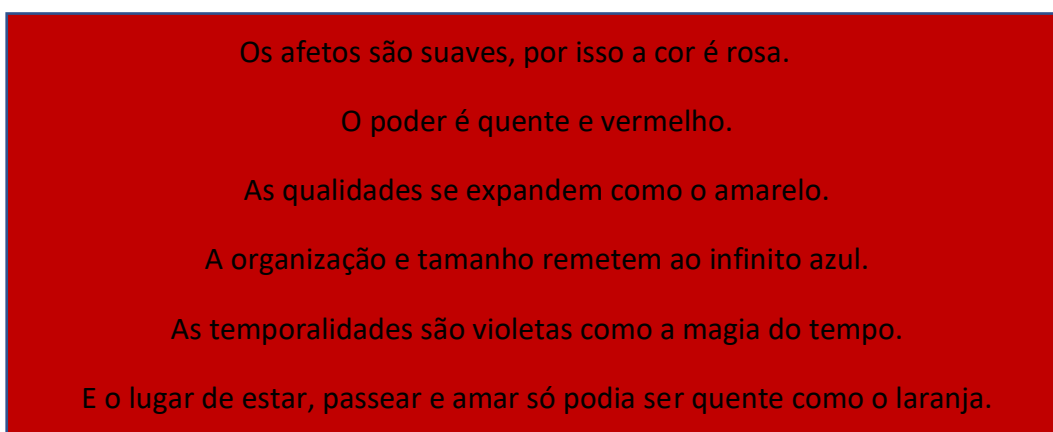 Os afetos são suaves, por isso a cor é rosa.
O poder é quente e vermelho.
As qualidades se expandem como o amarelo.
A organização e tamanho remetem ao infinito azul.
As temporalidades são violetas como a magia do tempo.
E o lugar de estar, passear e amar só podia ser quente como o laranja.